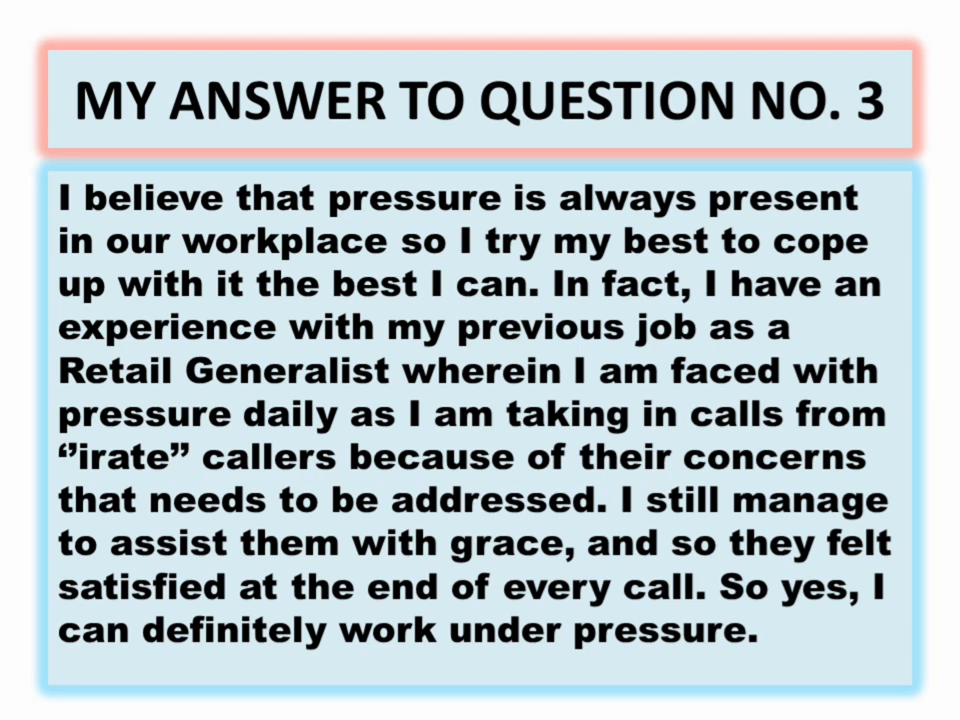 MY ANSWER TO QUESTION NO. 3
I believe that pressure is always present
in our workplace so I try my best to cope
up with it the best I can. In fact, I have an
experience with my previous job as a
Retail Generalist wherein I am faced with
pressure daily as I am taking in calls from
‘’irate’’ callers because of their concerns
that needs to be addressed. I still manage
to assist them with grace, and so they felt
satisfied at the end of every call. So yes, I
can definitely work under pressure.